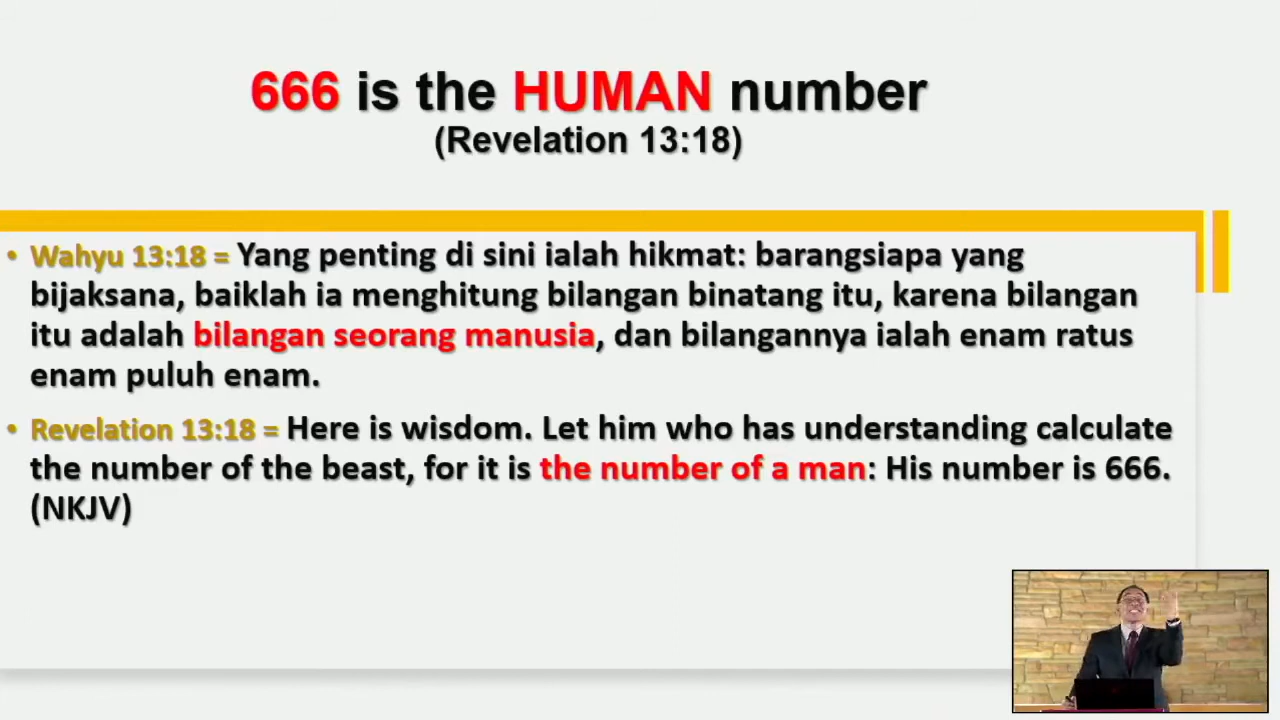 666 is the HUMAN number
(Revelation 13:18)
• Wahyu 13:18 = Yang penting di sini ialah hikmat: barangsiapa yang
bijaksana, baiklah ia menghitung bilangan binatang itu, karena bilangan
itu adalah bilangan seorang manusia, dan bilangannya ialah enam ratus
enam puluh enam.
• Revelation 13:18 = Here is wisdom. Let him who has understanding calculate
the number of the beast, for it is the number of a man: His number is 666.
(NKJV)